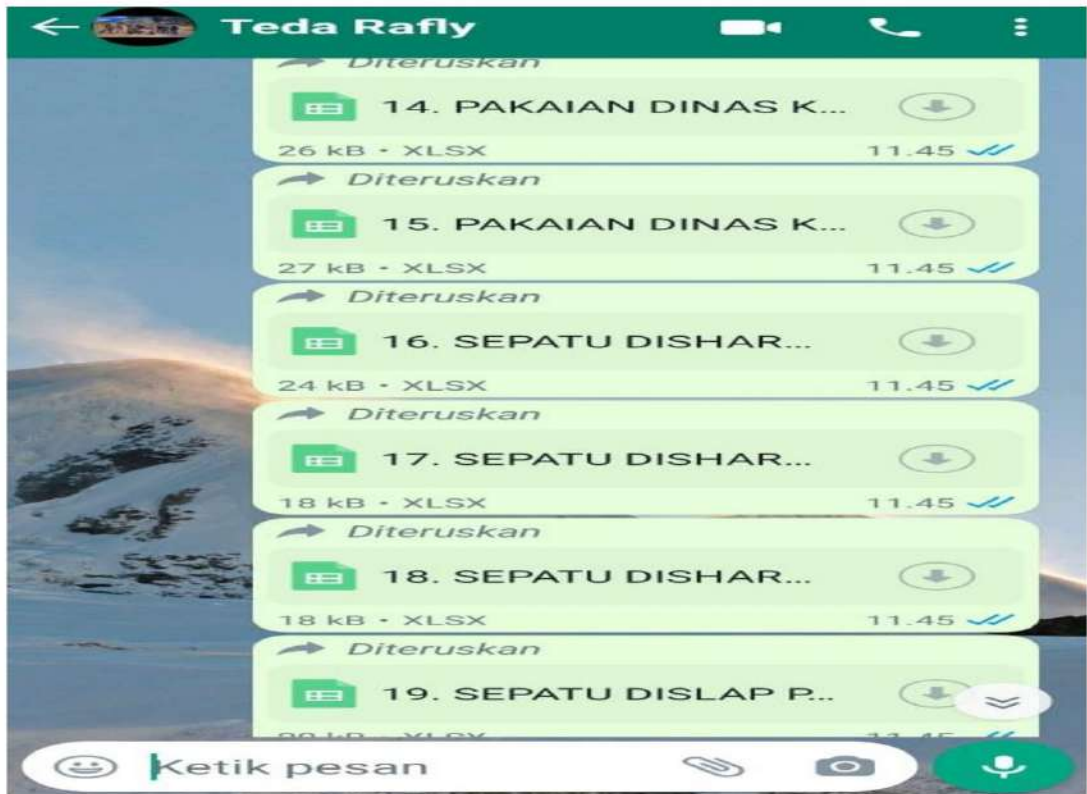 Teda Rafly
Diteruskan
14. PAKAIAN DINAS K...
26 kB • XLSX 11.45
Diteruskan
15. PAKAIAN DINAS K...
27 kB • XLSX 11.45
Diteruskan
16. SEPATU DISHAR...
24 kB • XLSX 11.45
Diteruskan
17. SEPATU DISHAR...
18 kB • XLSX 11.45
Diteruskan
18. SEPATU DISHAR...
18 kB • XLSX 11.45
Diteruskan
19. SEPATU DISLAP P...
Ketik pesan